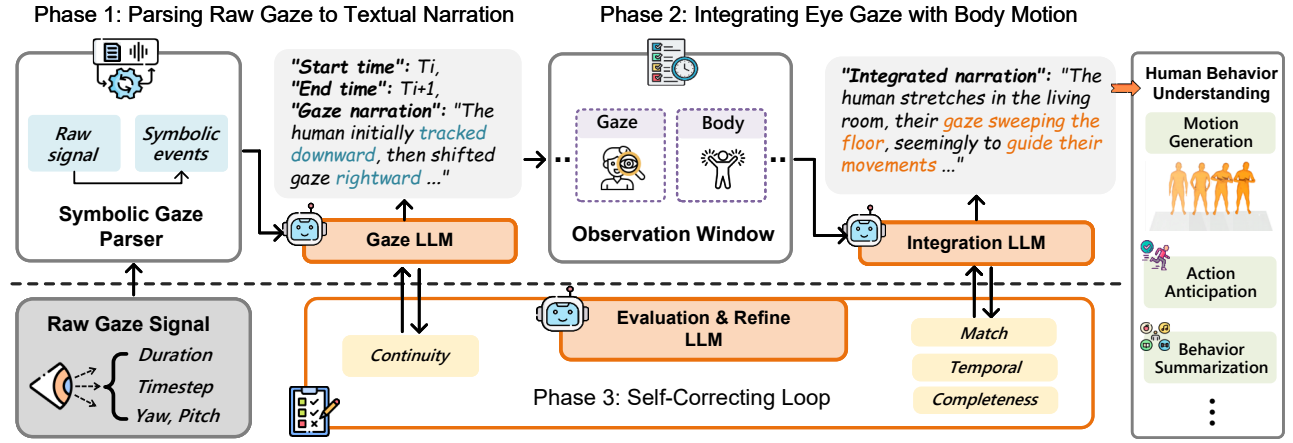 Phase 1: Parsing Raw Gaze to Textual Narration
Phase 2: Integrating Eye Gaze with Body Motion
Raw
signal
Symbolic
events
Symbolic Gaze
Parser
"Start time": Ti,
"End time": Ti+1,
"Gaze narration": "The
human initially tracked
downward, then shifted
gaze rightward ..."
Gaze LLM
Gaze
Body
Observation Window
"Integrated narration": "The
human stretches in the living
room, their gaze sweeping the
floor, seemingly to guide their
movements ..."
Integration LLM
Human Behavior
Understanding
Motion
Generation
Action
Anticipation
Behavior
Summarization
Raw Gaze Signal
Duration
Timestep
Yaw, Pitch
Continuity
Evaluation & Refine
LLM
Match
Temporal
Completeness
Phase 3: Self-Correcting Loop